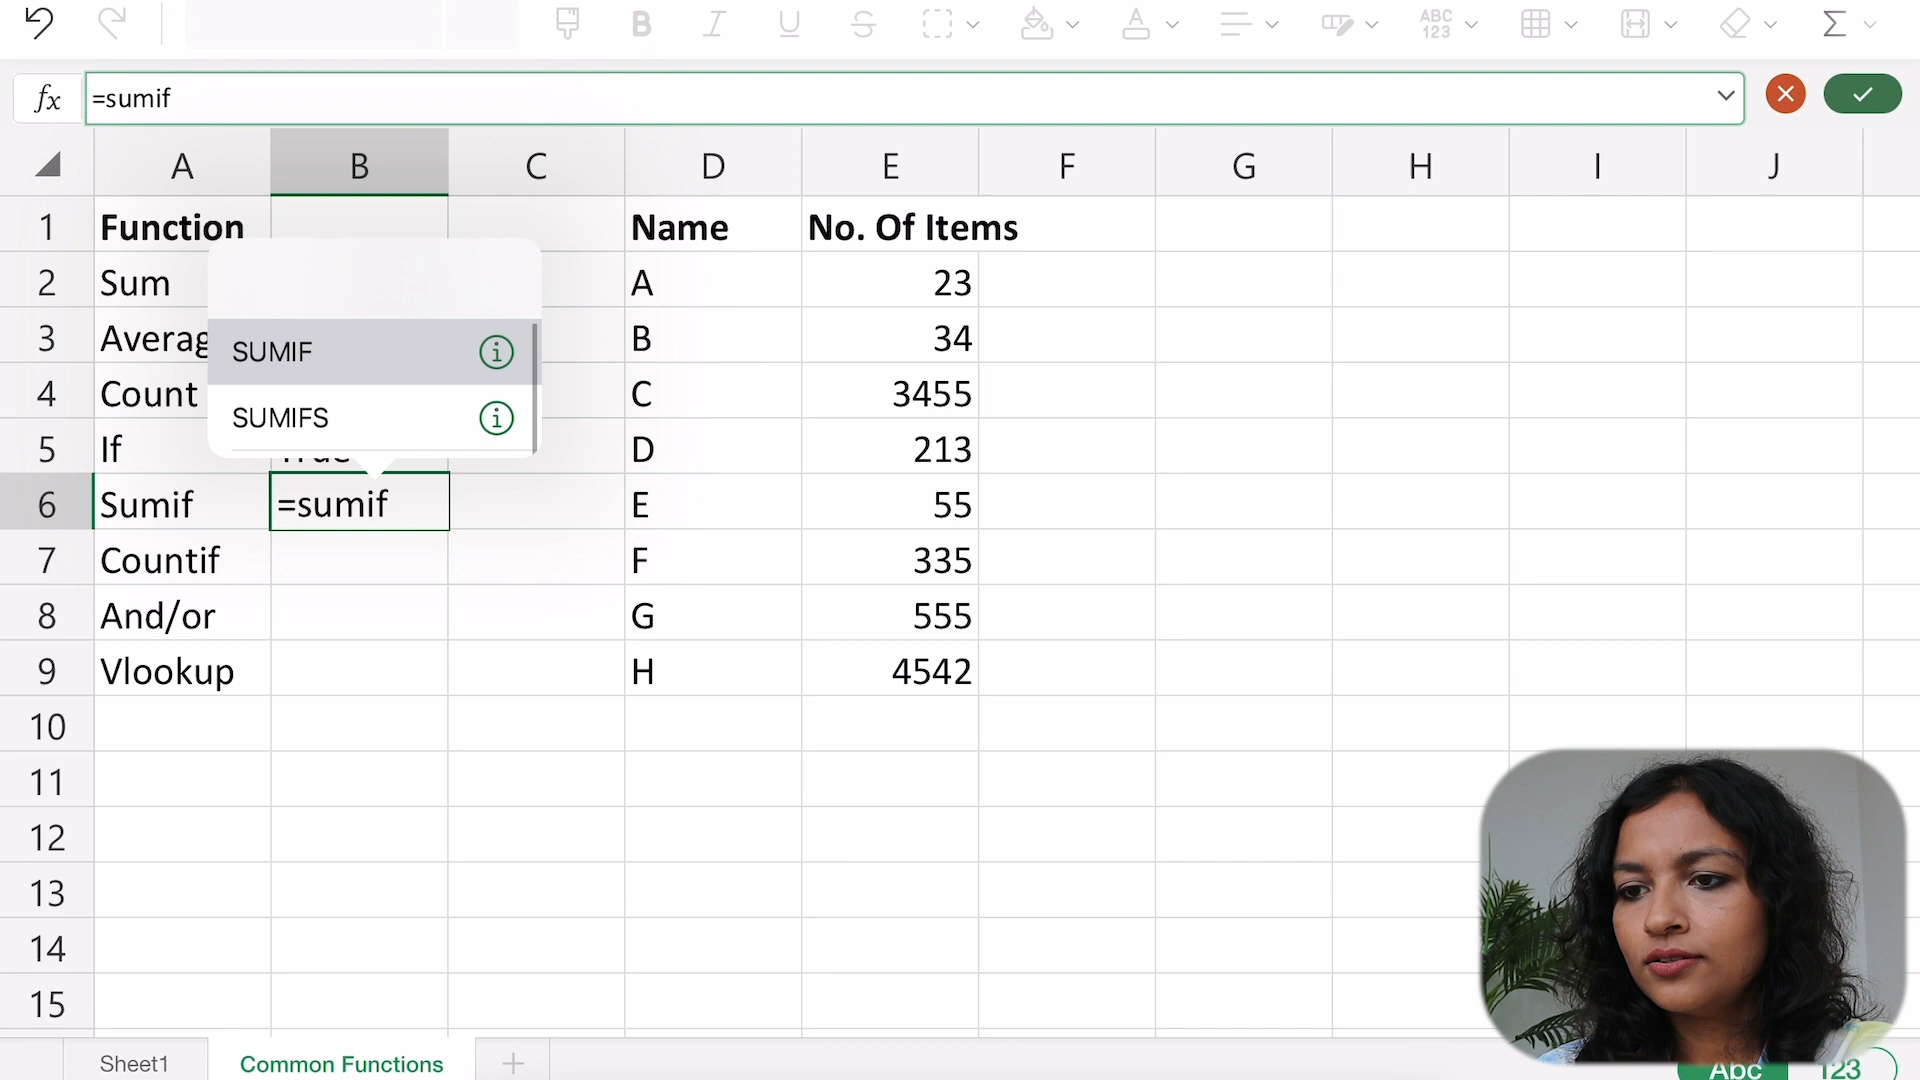 B I U S A ABC 123
fx =sumif
A B C D E F G H I J
1 Function Name No. Of Items
2 Sum A 23
3 Averag B 34
SUMIF
4 Count C 3455
SUMIFS
5 If D 213
6 Sumif =sumif E 55
7 Countif F 335
8 And/or G 555
9 Vlookup H 4542
10
11
12
13
14
15
Sheet1 Common Functions Abc 123